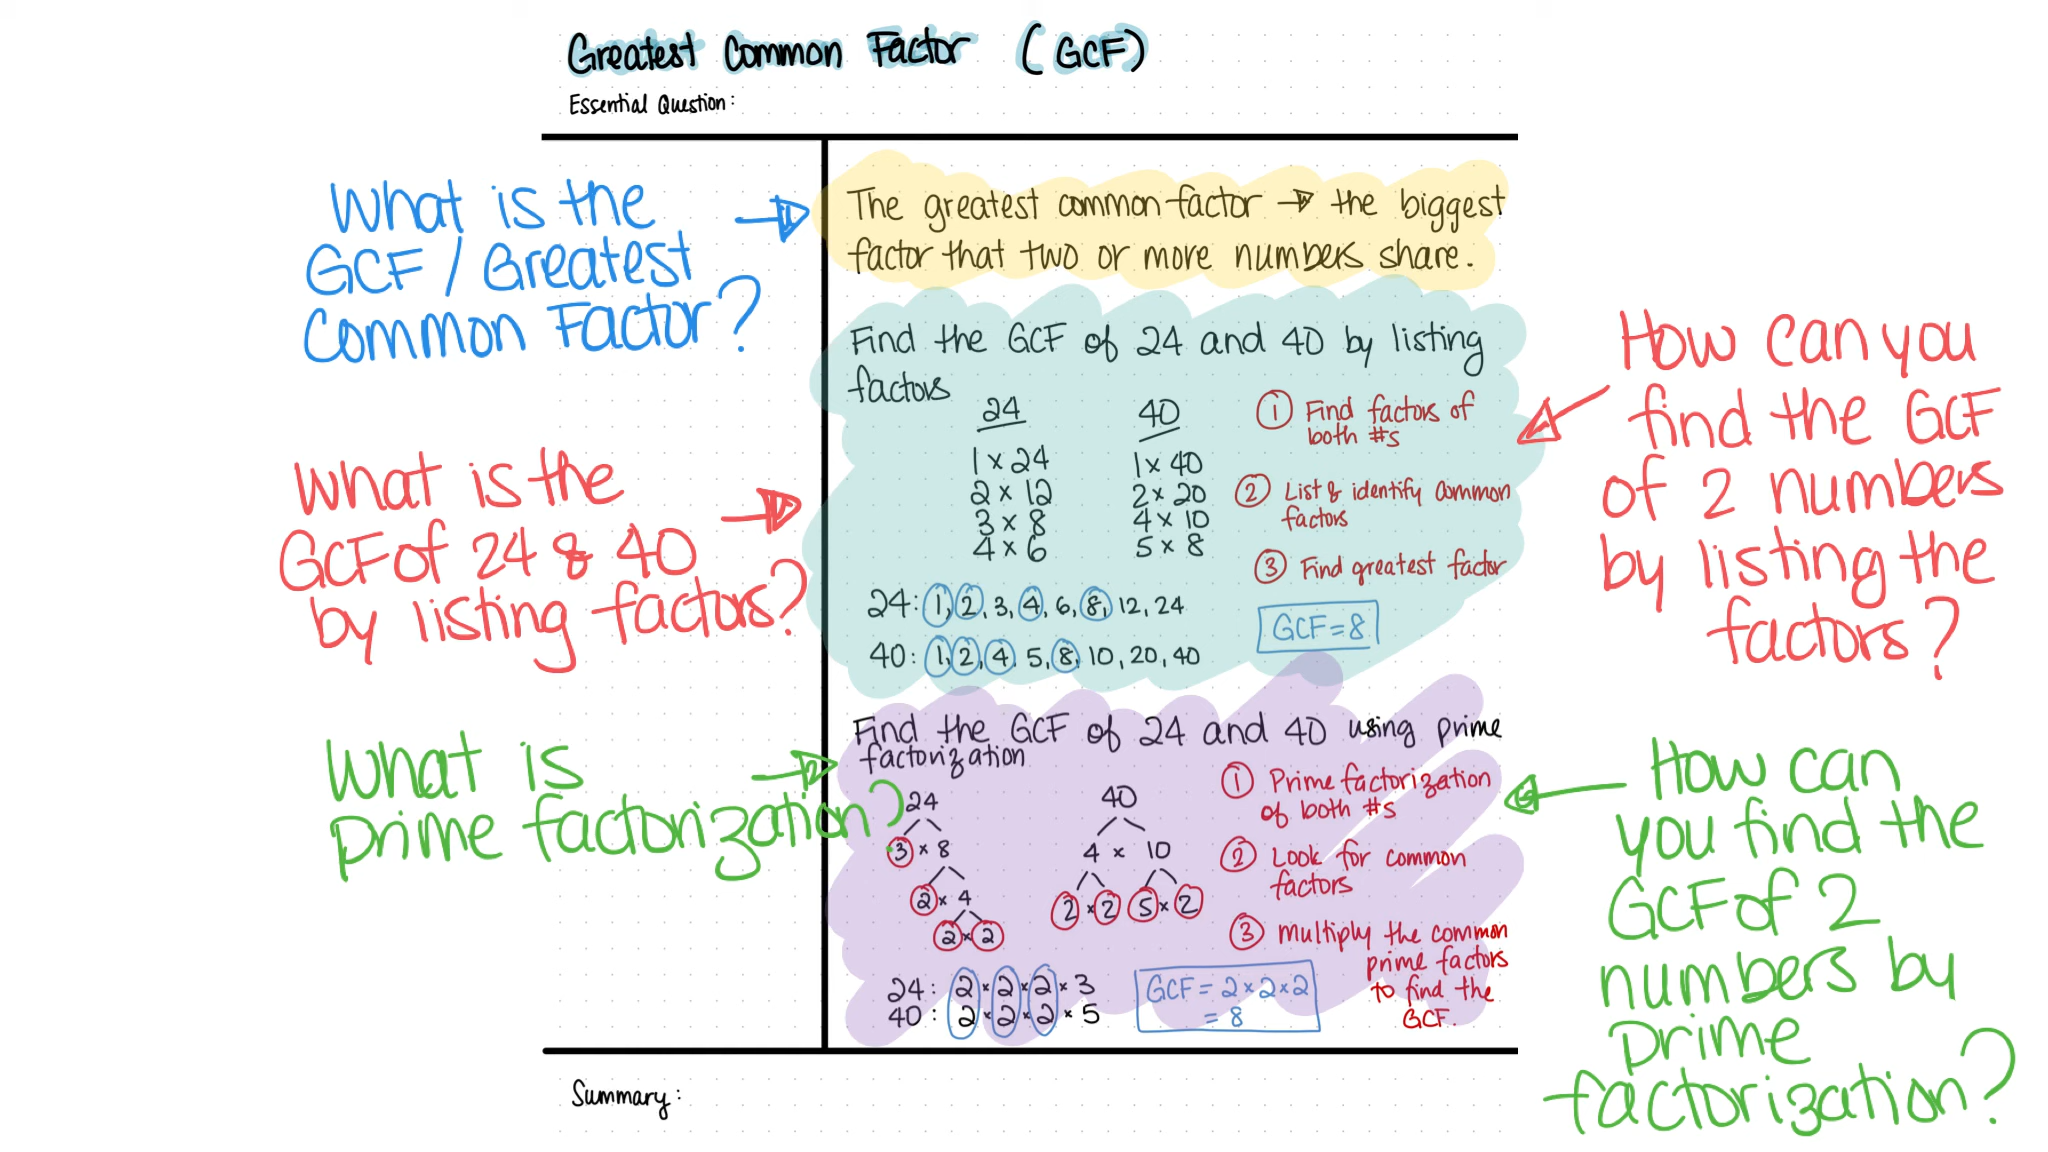 Greatest Common Factor (GCF)
Essential Question:
What is the
GCF / Greatest
Common Factor?
The greatest common factor → the biggest
factor that two or more numbers share.
What is the
GCF of 24 & 40
by listing factors?
Find the GCF of 24 and 40 by listing
factors
24
1 x 24
2 x 12
3 x 8
4 x 6
40
1 x 40
2 x 20
4 x 10
5 x 8
① Find factors of
both #s
② List & identify common
factors
③ Find greatest factor
24: 1, 2, 3, 4, 6, 8, 12, 24
40: 1, 2, 4, 5, 8, 10, 20, 40
GCF = 8
How can you
find the GCF
of 2 numbers
by listing the
factors?
What is
prime factorization?
Find the GCF of 24 and 40 using prime
factorization
24
3 x 8
2 x 4
2 x 2
40
4 x 10
2 x 2 5 x 2
① Prime factorization
of both #s
② Look for common
factors
③ Multiply the common
prime factors
to find the
GCF.
24: 2 x 2 x 2 x 3
40: 2 x 2 x 2 x 5
GCF = 2 x 2 x 2
= 8
How can
you find the
GCF of 2
numbers by
prime
factorization?
Summary: